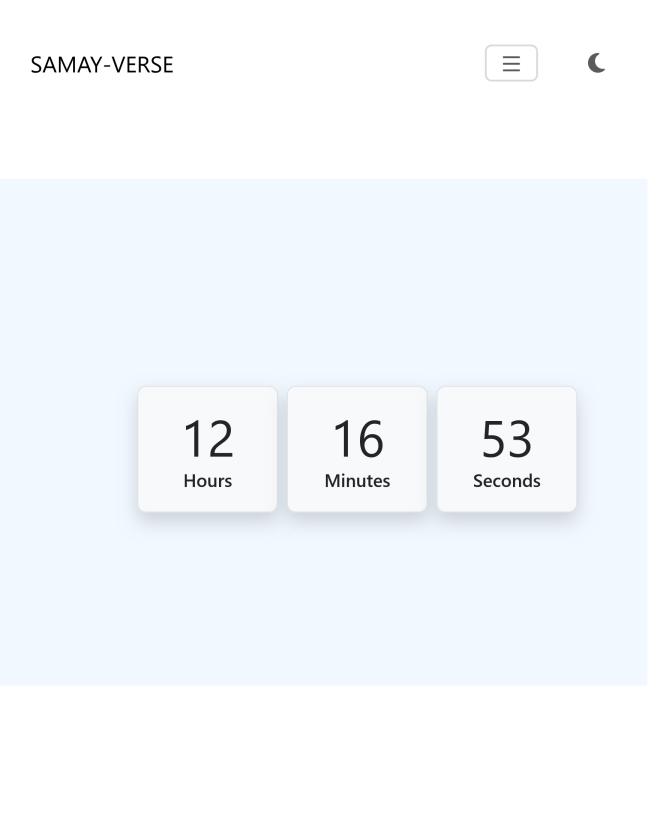 SAMAY-VERSE
12 16 53
Hours Minutes Seconds